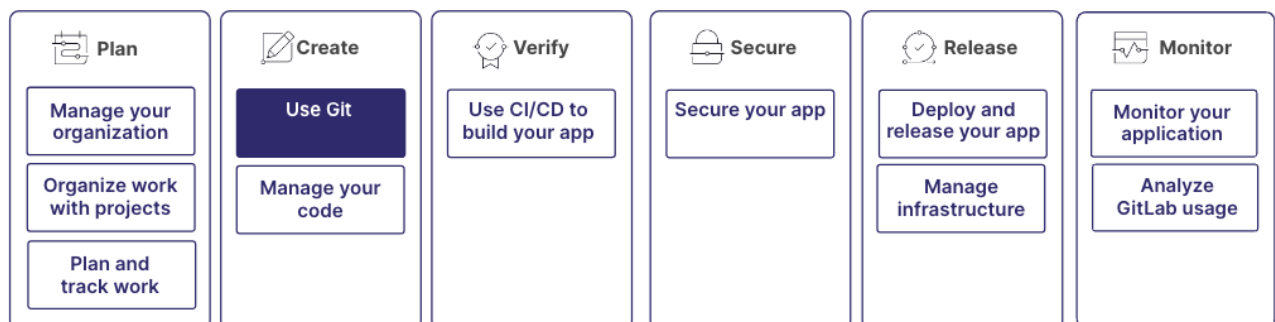 Plan
Manage your
organization
Organize work
with projects
Plan and
track work
Create
Use Git
Manage your
code
Verify
Use CI/CD to
build your app
Secure
Secure your app
Release
Deploy and
release your app
Manage
infrastructure
Monitor
Monitor your
application
Analyze
GitLab usage